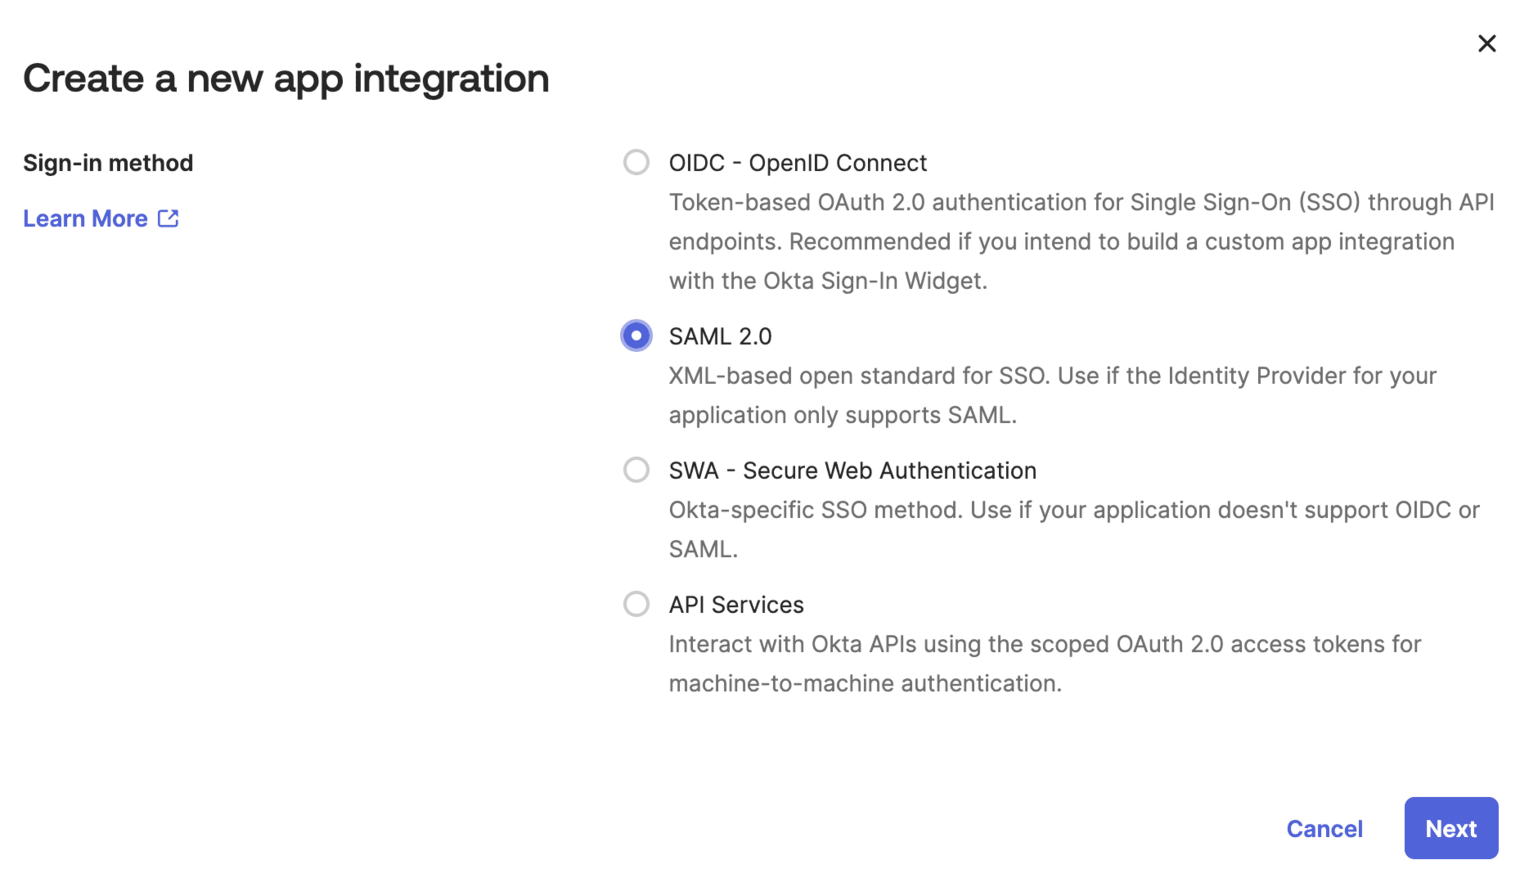 Create a new app integration
Sign-in method
Learn More
OIDC - OpenID Connect
Token-based OAuth 2.0 authentication for Single Sign-On (SSO) through API
endpoints. Recommended if you intend to build a custom app integration
with the Okta Sign-In Widget.
SAML 2.0
XML-based open standard for SSO. Use if the Identity Provider for your
application only supports SAML.
SWA - Secure Web Authentication
Okta-specific SSO method. Use if your application doesn't support OIDC or
SAML.
API Services
Interact with Okta APIs using the scoped OAuth 2.0 access tokens for
machine-to-machine authentication.
Cancel
Next